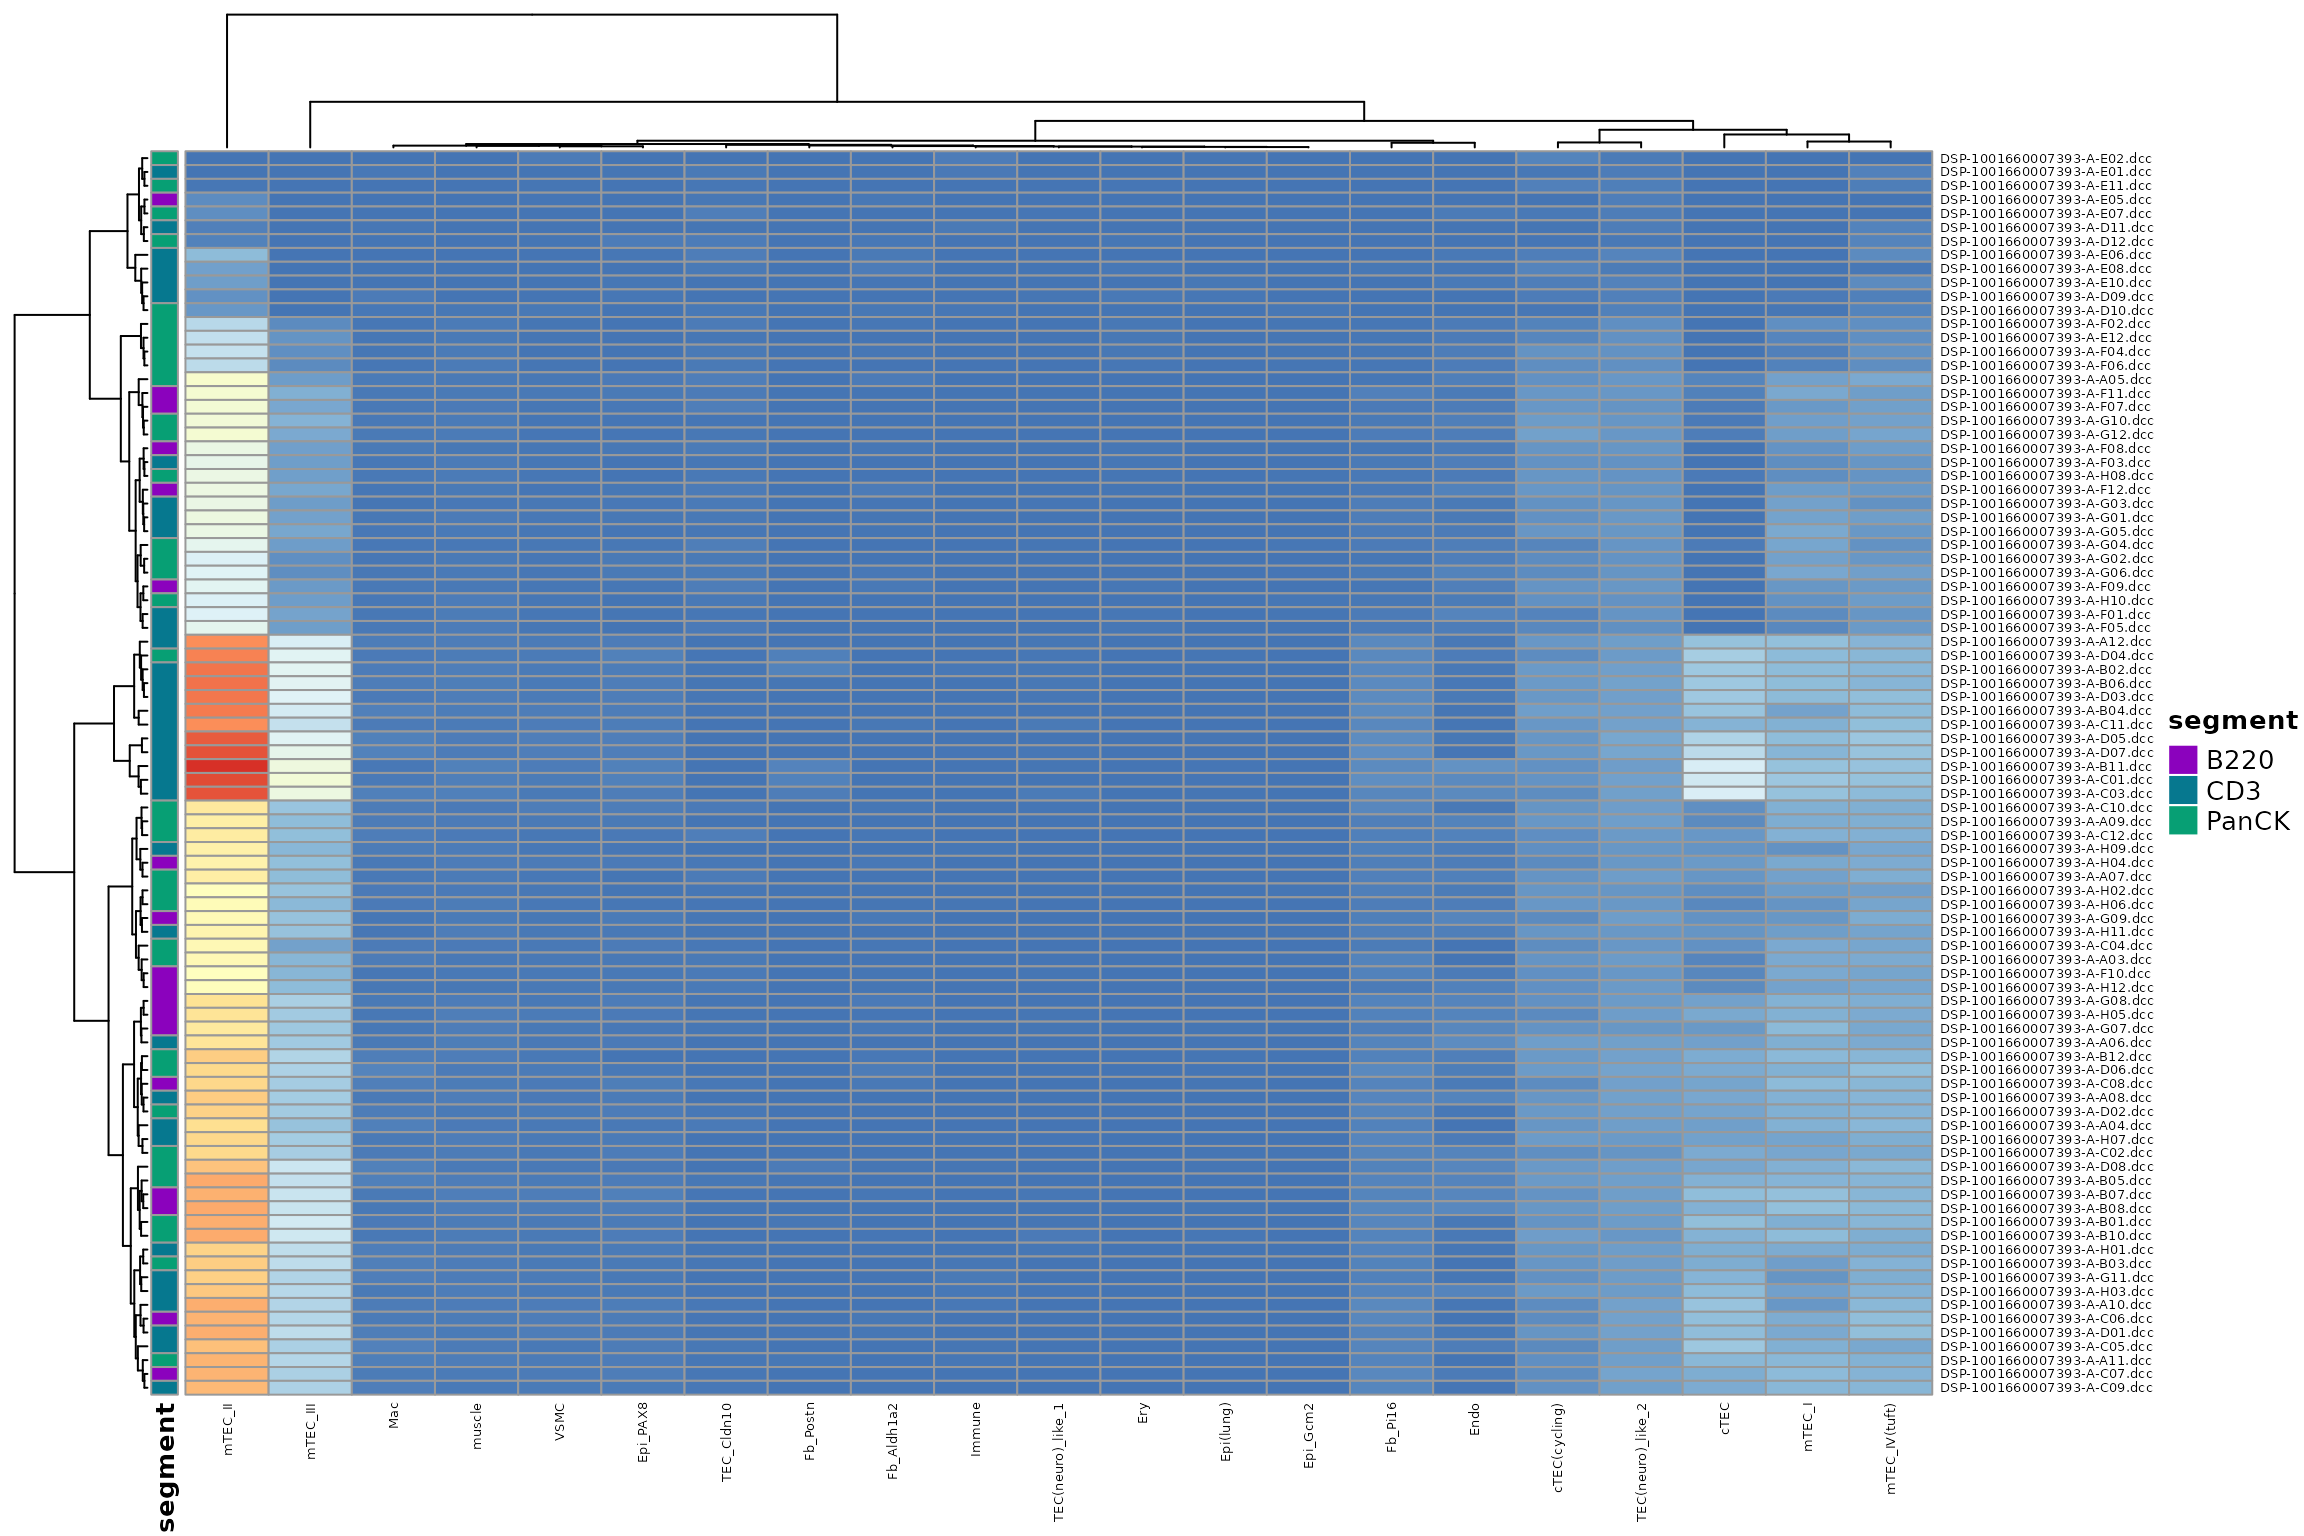 DSP-1001660007393-A-E02.dcc
DSP-1001660007393-A-E01.dcc
DSP-1001660007393-A-E11.dcc
DSP-1001660007393-A-E05.dcc
DSP-1001660007393-A-E07.dcc
DSP-1001660007393-A-D11.dcc
DSP-1001660007393-A-D12.dcc
DSP-1001660007393-A-E06.dcc
DSP-1001660007393-A-E08.dcc
DSP-1001660007393-A-E10.dcc
DSP-1001660007393-A-D09.dcc
DSP-1001660007393-A-D10.dcc
DSP-1001660007393-A-F02.dcc
DSP-1001660007393-A-E12.dcc
DSP-1001660007393-A-F04.dcc
DSP-1001660007393-A-F06.dcc
DSP-1001660007393-A-A05.dcc
DSP-1001660007393-A-F11.dcc
DSP-1001660007393-A-F07.dcc
DSP-1001660007393-A-G10.dcc
DSP-1001660007393-A-G12.dcc
DSP-1001660007393-A-F08.dcc
DSP-1001660007393-A-F03.dcc
DSP-1001660007393-A-H08.dcc
DSP-1001660007393-A-F12.dcc
DSP-1001660007393-A-G03.dcc
DSP-1001660007393-A-G01.dcc
DSP-1001660007393-A-G05.dcc
DSP-1001660007393-A-G04.dcc
DSP-1001660007393-A-G02.dcc
DSP-1001660007393-A-G06.dcc
DSP-1001660007393-A-F09.dcc
DSP-1001660007393-A-H10.dcc
DSP-1001660007393-A-F01.dcc
DSP-1001660007393-A-F05.dcc
DSP-1001660007393-A-A12.dcc
DSP-1001660007393-A-D04.dcc
DSP-1001660007393-A-B02.dcc
DSP-1001660007393-A-B06.dcc
DSP-1001660007393-A-D03.dcc
DSP-1001660007393-A-B04.dcc
DSP-1001660007393-A-C11.dcc
DSP-1001660007393-A-D05.dcc
DSP-1001660007393-A-D07.dcc
DSP-1001660007393-A-B11.dcc
DSP-1001660007393-A-C01.dcc
DSP-1001660007393-A-C03.dcc
DSP-1001660007393-A-C10.dcc
DSP-1001660007393-A-A09.dcc
DSP-1001660007393-A-C12.dcc
DSP-1001660007393-A-H09.dcc
DSP-1001660007393-A-H04.dcc
DSP-1001660007393-A-A07.dcc
DSP-1001660007393-A-H02.dcc
DSP-1001660007393-A-H06.dcc
DSP-1001660007393-A-G09.dcc
DSP-1001660007393-A-H11.dcc
DSP-1001660007393-A-C04.dcc
DSP-1001660007393-A-A03.dcc
DSP-1001660007393-A-F10.dcc
DSP-1001660007393-A-H12.dcc
DSP-1001660007393-A-G08.dcc
DSP-1001660007393-A-H05.dcc
DSP-1001660007393-A-G07.dcc
DSP-1001660007393-A-A06.dcc
DSP-1001660007393-A-B12.dcc
DSP-1001660007393-A-D06.dcc
DSP-1001660007393-A-C08.dcc
DSP-1001660007393-A-A08.dcc
DSP-1001660007393-A-D02.dcc
DSP-1001660007393-A-A04.dcc
DSP-1001660007393-A-H07.dcc
DSP-1001660007393-A-C02.dcc
DSP-1001660007393-A-D08.dcc
DSP-1001660007393-A-B05.dcc
DSP-1001660007393-A-B07.dcc
DSP-1001660007393-A-B08.dcc
DSP-1001660007393-A-B01.dcc
DSP-1001660007393-A-B10.dcc
DSP-1001660007393-A-H01.dcc
DSP-1001660007393-A-B03.dcc
DSP-1001660007393-A-G11.dcc
DSP-1001660007393-A-H03.dcc
DSP-1001660007393-A-A10.dcc
DSP-1001660007393-A-C06.dcc
DSP-1001660007393-A-D01.dcc
DSP-1001660007393-A-C05.dcc
DSP-1001660007393-A-A11.dcc
DSP-1001660007393-A-C07.dcc
DSP-1001660007393-A-C09.dcc
segment
B220
CD3
PanCK
segment
mTEC_II
mTEC_III
Mac
muscle
VSMC
Epi_PAX8
TEC_Cldn10
Fb_Postn
Fb_Aldh1a2
Immune
TEC(neuro)_like_1
Ery
Epi(lung)
Epi_Gcm2
Fb_Pi16
Endo
cTEC(cycling)
TEC(neuro)_like_2
cTEC
mTEC_I
mTEC_IV(tuft)